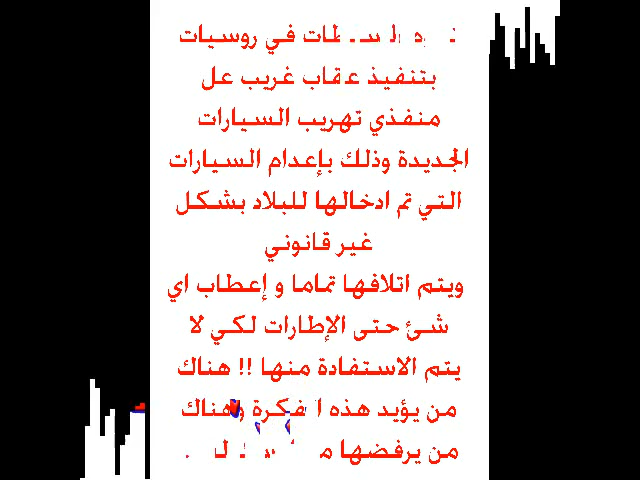 في روسيات
بتنفيذ عقاب غريب عل
منفذي تهريب السيارات
الجديدة وذلك بإعدام السيارات
التي تم ادخالها للبلاد بشكل
غير قانوني
ويتم اتلافها تماما و إعطاب اي
شئ حتى الإطارات لكي لا
يتم الاستفادة منها !! هناك
من يؤيد هذه الفكرة وهناك
من يرفضها